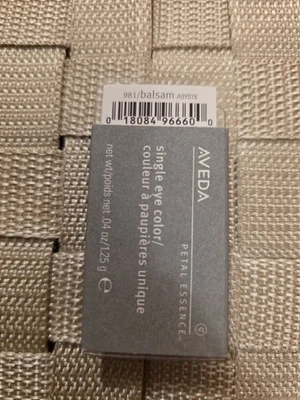 981/balsam A0Y078
0 18084 96660 0
AVEDA
PETAL ESSENCE
single eye color/
couleur à paupières unique
net wt/poids net .04 oz/1.25 g ℮